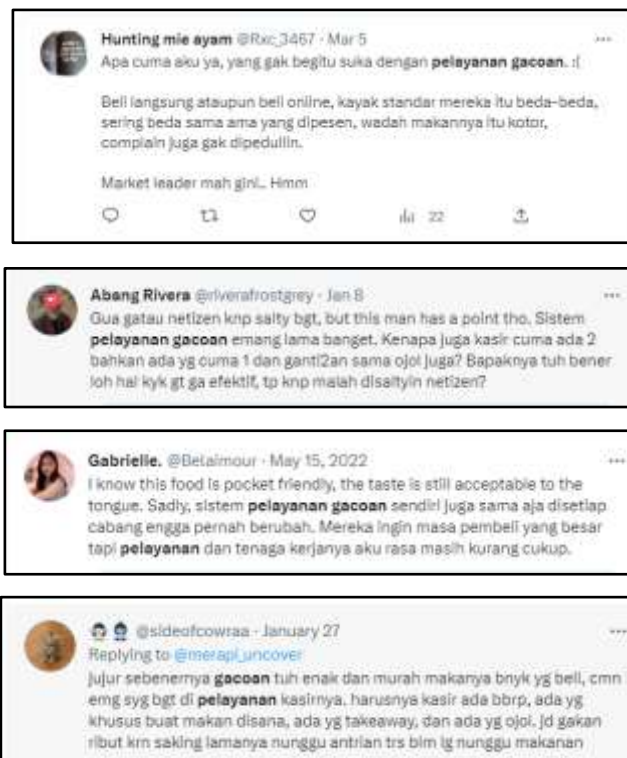 Hunting mie ayam @Rxc_3467 · Mar 5
Apa cuma aku ya, yang gak begitu suka dengan pelayanan gacoan. :(
Beli langsung ataupun beli online, kayak standar mereka itu beda-beda,
sering beda sama ama yang dipesen, wadah makannya itu kotor,
complain juga gak dipeduliin.
Market leader mah gini.. Hmm
22
Abang Rivera @riverafrostgrey · Jan 8
Gua gatau netizen knp salty bgt, but this man has a point tho. Sistem
pelayanan gacoan emang lama banget. Kenapa juga kasir cuma ada 2
bahkan ada yg cuma 1 dan ganti2an sama ojol juga? Bapaknya tuh bener
loh hal kyk gt ga efektif, tp knp malah disaltyin netizen?
Gabrielle. @Belaimour · May 15, 2022
I know this food is pocket friendly, the taste is still acceptable to the
tongue. Sadly, sistem pelayanan gacoan sendiri juga sama aja disetiap
cabang engga pernah berubah. Mereka ingin masa pembeli yang besar
tapi pelayanan dan tenaga kerjanya aku rasa masih kurang cukup.
@sideofcowraa · January 27
Replying to @merapi_uncover
jujur sebenernya gacoan tuh enak dan murah makanya bnyk yg beli, cmn
emg syg bgt di pelayanan kasirnya. harusnya kasir ada bbrp, ada yg
khusus buat makan disana, ada yg takeaway, dan ada yg ojol. jd gakan
ribut krn saking lamanya nunggu antrian trs blm lg nunggu makanan